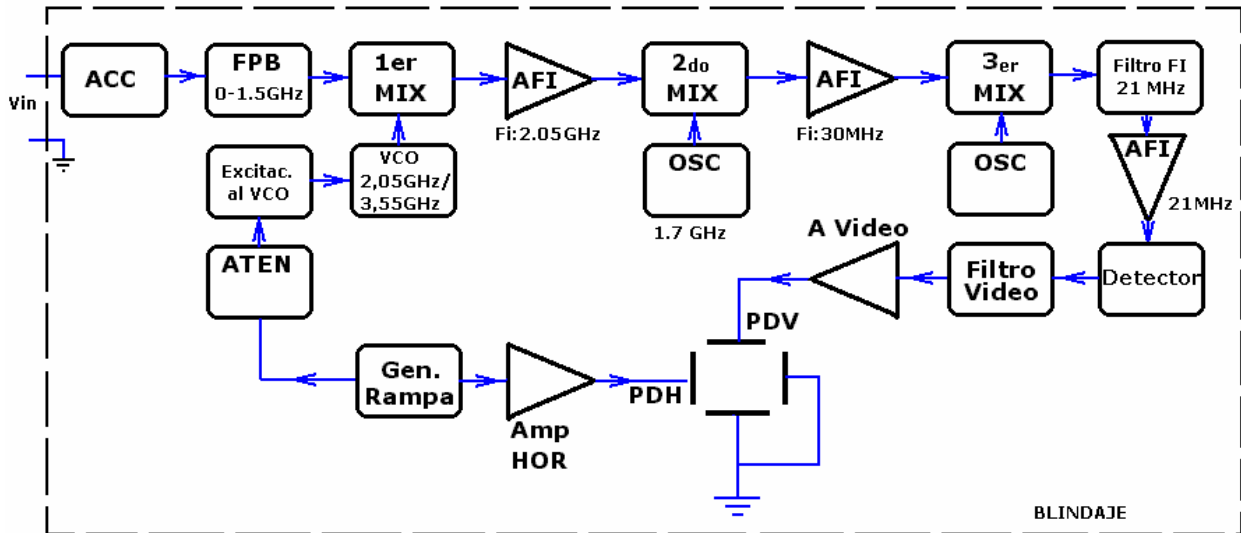 Vin
ACC
FPB
0-1.5GHz
1er
MIX
AFI
Fi:2.05GHz
2do
MIX
AFI
Fi:30MHz
3er
MIX
Filtro FI
21 MHz
Excitac.
al VCO
VCO
2,05GHz/
3,55GHz
OSC
1.7 GHz
OSC
AFI
21MHz
ATEN
A Video
Filtro
Video
Detector
PDV
Gen.
Rampa
PDH
Amp
HOR
BLINDAJE